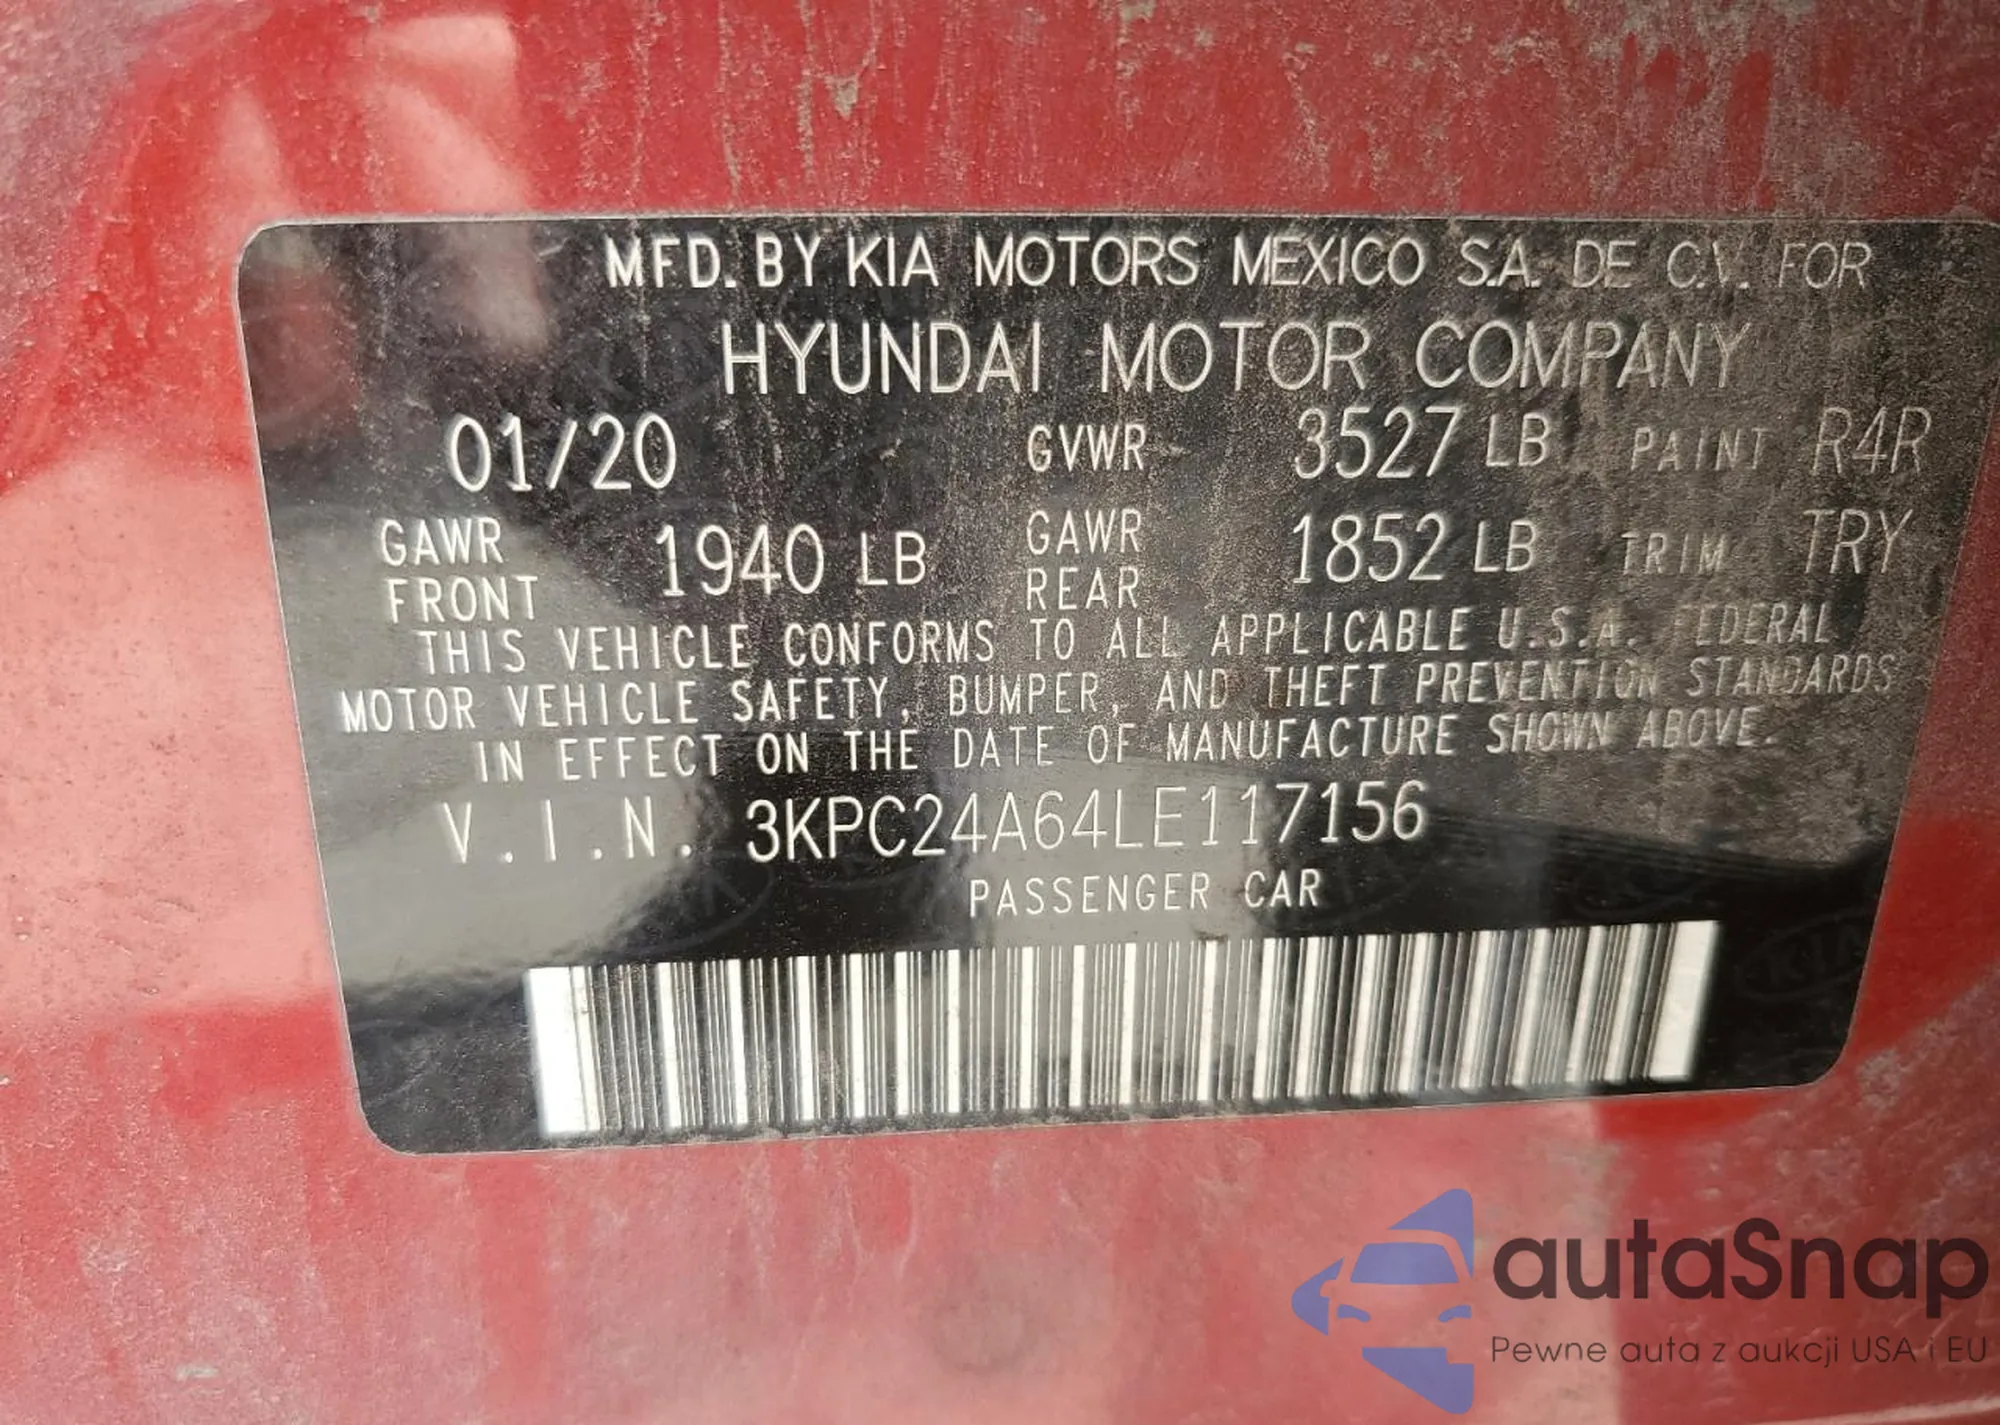 MFD. BY KIA MOTORS MEXICO S.A. DE C.V. FOR
HYUNDAI MOTOR COMPANY
01/20 GVWR 3527 LB PAINT R4R
GAWR FRONT 1940 LB GAWR REAR 1852 LB TRIM TRY
THIS VEHICLE CONFORMS TO ALL APPLICABLE U.S.A. FEDERAL
MOTOR VEHICLE SAFETY, BUMPER, AND THEFT PREVENTION STANDARDS
IN EFFECT ON THE DATE OF MANUFACTURE SHOWN ABOVE.
V.I.N. 3KPC24A64LE117156
PASSENGER CAR
autaSnap
Pewne auta z aukcji USA i EU